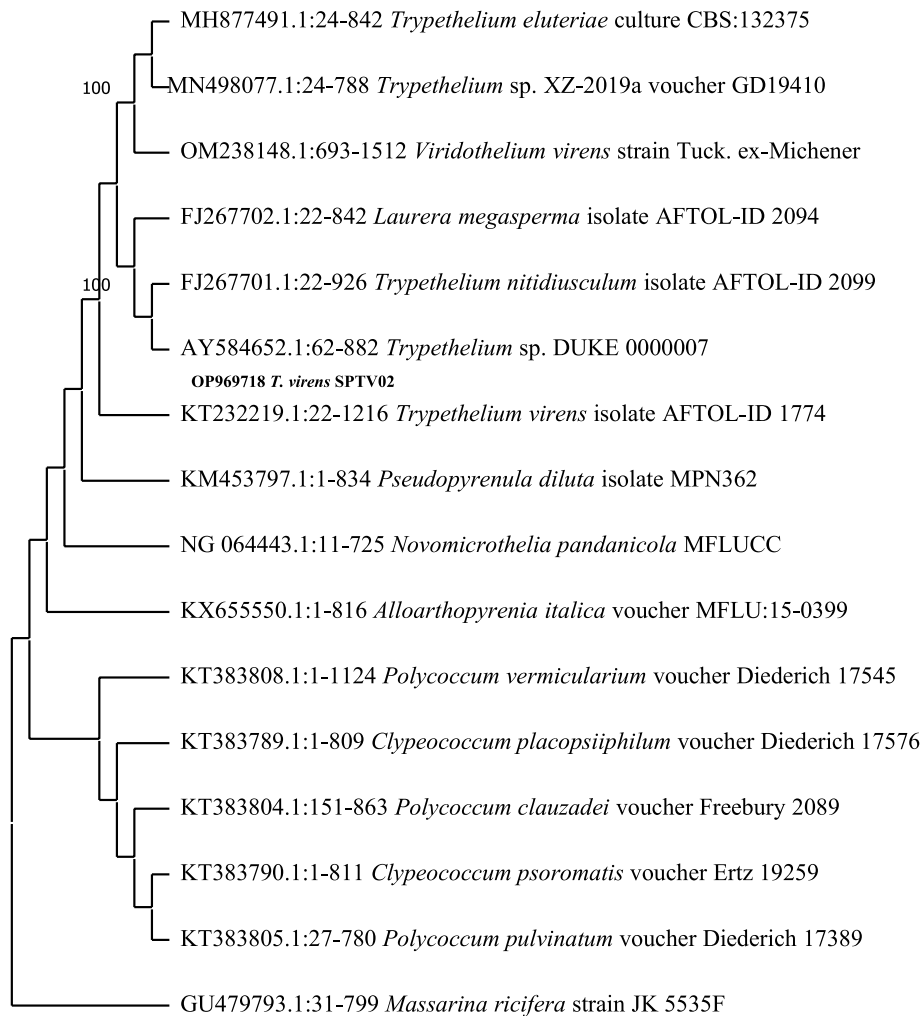 MH877491.1:24-842 Trypethelium eluteriae culture CBS:132375
100
MN498077.1:24-788 Trypethelium sp. XZ-2019a voucher GD19410
OM238148.1:693-1512 Viridothelium virens strain Tuck. ex-Michener
FJ267702.1:22-842 Laurera megasperma isolate AFTOL-ID 2094
100
FJ267701.1:22-926 Trypethelium nitidiusculum isolate AFTOL-ID 2099
AY584652.1:62-882 Trypethelium sp. DUKE 0000007
OP969718 T. virens SPTV02
KT232219.1:22-1216 Trypethelium virens isolate AFTOL-ID 1774
KM453797.1:1-834 Pseudopyrenula diluta isolate MPN362
NG 064443.1:11-725 Novomicrothelia pandanicola MFLUCC
KX655550.1:1-816 Alloarthopyrenia italica voucher MFLU:15-0399
KT383808.1:1-1124 Polycoccum vermicularium voucher Diederich 17545
KT383789.1:1-809 Clypeococcum placopsiiphilum voucher Diederich 17576
KT383804.1:151-863 Polycoccum clauzadei voucher Freebury 2089
KT383790.1:1-811 Clypeococcum psoromatis voucher Ertz 19259
KT383805.1:27-780 Polycoccum pulvinatum voucher Diederich 17389
GU479793.1:31-799 Massarina ricifera strain JK 5535F